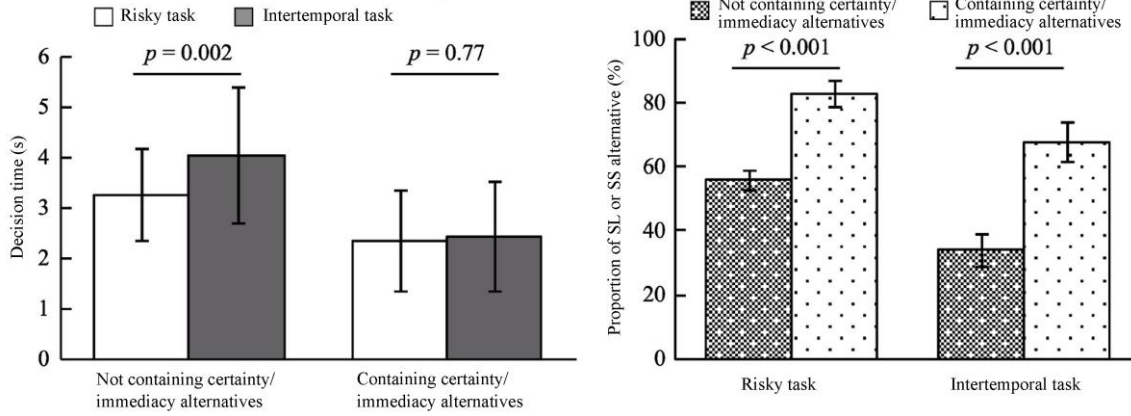 Risky task
Intertemporal task
p = 0.002
p = 0.77
6
5
4
3
2
1
0
Decision time (s)
Not containing certainty/
immediacy alternatives
Containing certainty/
immediacy alternatives
Not containing certainty/
immediacy alternatives
Containing certainty/
immediacy alternatives
p < 0.001
p < 0.001
100
80
60
40
20
0
Proportion of SL or SS alternative (%)
Risky task
Intertemporal task